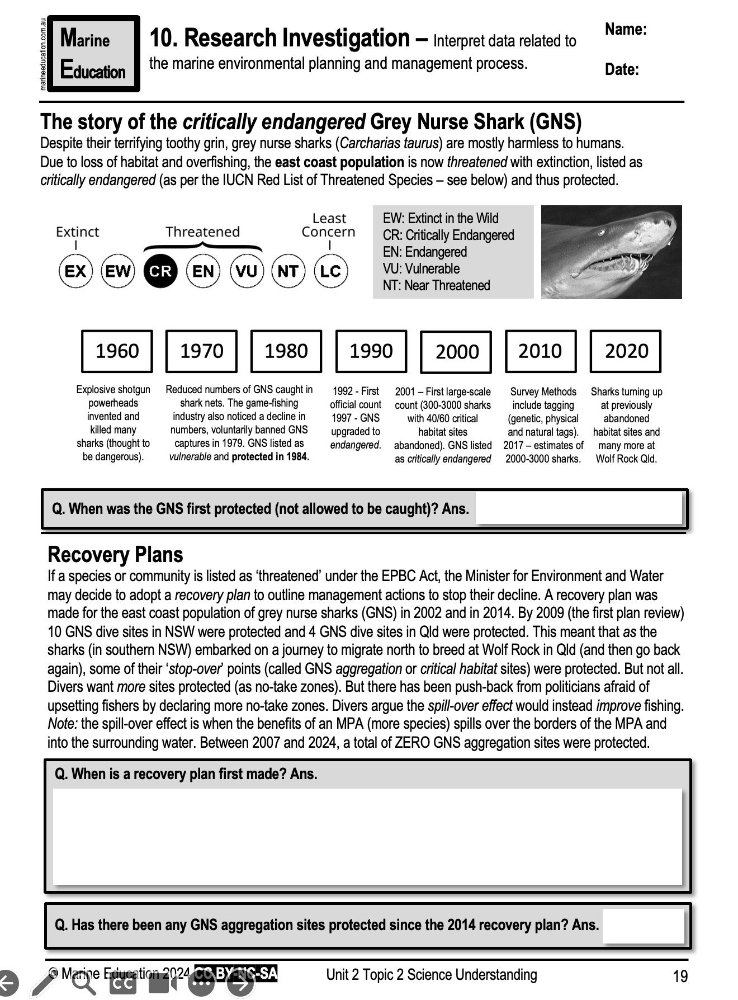 marineeducation.com.au
Marine
Education
10. Research Investigation – Interpret data related to
the marine environmental planning and management process.
Name:
Date:
The story of the critically endangered Grey Nurse Shark (GNS)
Despite their terrifying toothy grin, grey nurse sharks (Carcharias taurus) are mostly harmless to humans.
Due to loss of habitat and overfishing, the east coast population is now threatened with extinction, listed as
critically endangered (as per the IUCN Red List of Threatened Species – see below) and thus protected.
Extinct
Threatened
Least
Concern
EX EW CR EN VU NT LC
EW: Extinct in the Wild
CR: Critically Endangered
EN: Endangered
VU: Vulnerable
NT: Near Threatened
1960 1970 1980 1990 2000 2010 2020
Explosive shotgun
powerheads
invented and
killed many
sharks (thought to
be dangerous).
Reduced numbers of GNS caught in
shark nets. The game-fishing
industry also noticed a decline in
numbers, voluntarily banned GNS
captures in 1979. GNS listed as
vulnerable and protected in 1984.
1992 - First
official count
1997 - GNS
upgraded to
endangered.
2001 – First large-scale
count (300-3000 sharks
with 40/60 critical
habitat sites
abandoned). GNS listed
as critically endangered
Survey Methods
include tagging
(genetic, physical
and natural tags).
2017 – estimates of
2000-3000 sharks.
Sharks turning up
at previously
abandoned
habitat sites and
many more at
Wolf Rock Qld.
Q. When was the GNS first protected (not allowed to be caught)? Ans.
Recovery Plans
If a species or community is listed as ‘threatened’ under the EPBC Act, the Minister for Environment and Water
may decide to adopt a recovery plan to outline management actions to stop their decline. A recovery plan was
made for the east coast population of grey nurse sharks (GNS) in 2002 and in 2014. By 2009 (the first plan review)
10 GNS dive sites in NSW were protected and 4 GNS dive sites in Qld were protected. This meant that as the
sharks (in southern NSW) embarked on a journey to migrate north to breed at Wolf Rock in Qld (and then go back
again), some of their ‘stop-over’ points (called GNS aggregation or critical habitat sites) were protected. But not all.
Divers want more sites protected (as no-take zones). But there has been push-back from politicians afraid of
upsetting fishers by declaring more no-take zones. Divers argue the spill-over effect would instead improve fishing.
Note: the spill-over effect is when the benefits of an MPA (more species) spills over the borders of the MPA and
into the surrounding water. Between 2007 and 2024, a total of ZERO GNS aggregation sites were protected.
Q. When is a recovery plan first made? Ans.
Q. Has there been any GNS aggregation sites protected since the 2014 recovery plan? Ans.
© Marine Education 2024 CC BY-NC-SA
CC
Unit 2 Topic 2 Science Understanding
19